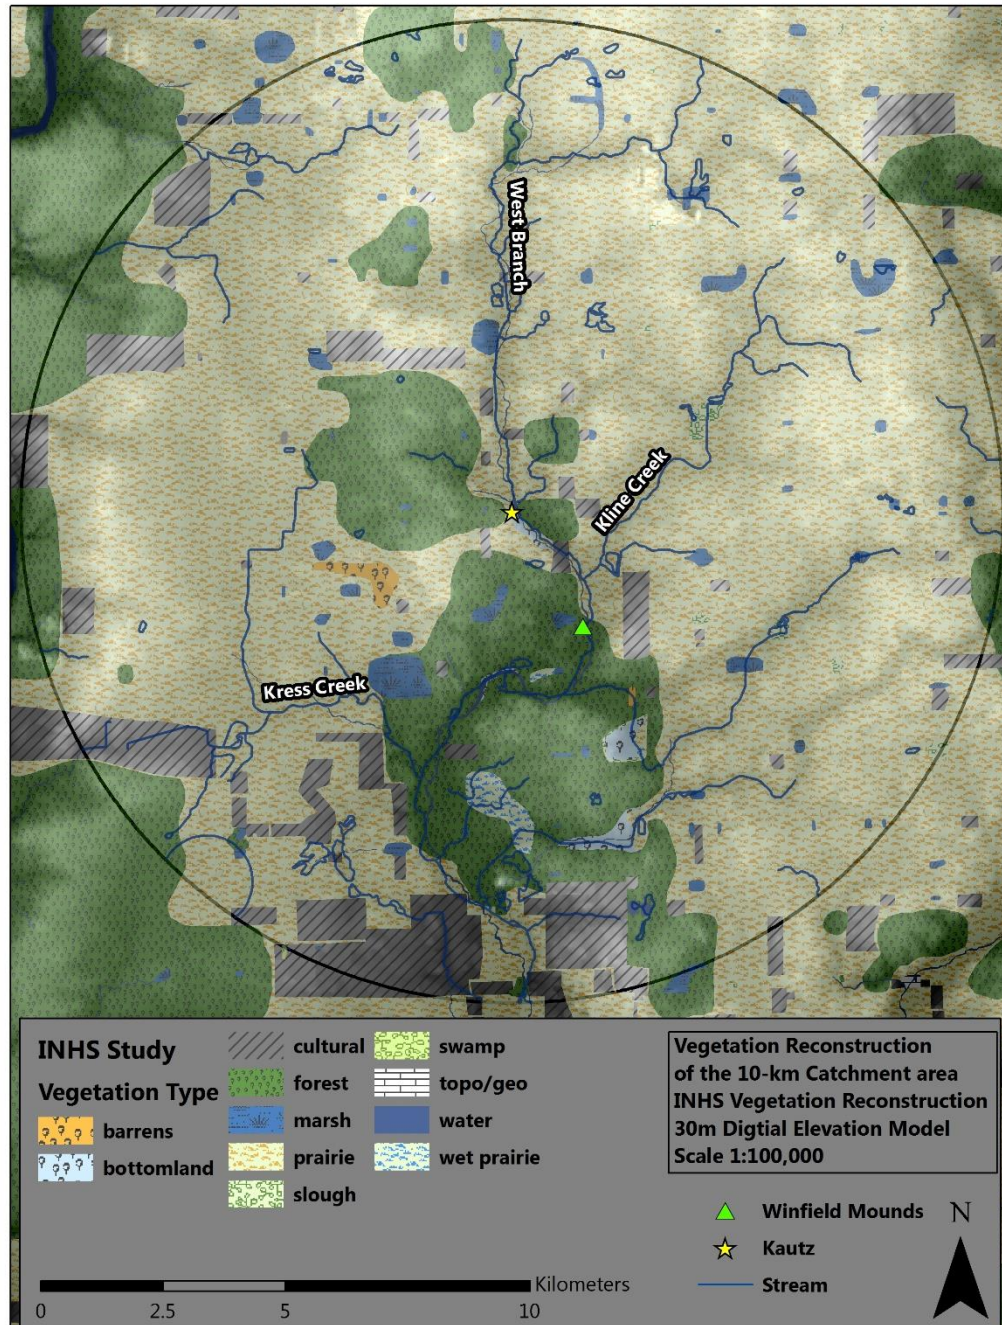 West Branch
Kline Creek
Kress Creek
INHS Study
Vegetation Type
barrens
bottomland
cultural
forest
marsh
prairie
slough
swamp
topo/geo
water
wet prairie
Vegetation Reconstruction
of the 10-km Catchment area
INHS Vegetation Reconstruction
30m Digtial Elevation Model
Scale 1:100,000
Winfield Mounds
Kautz
Stream
N
Kilometers
0 2.5 5 10